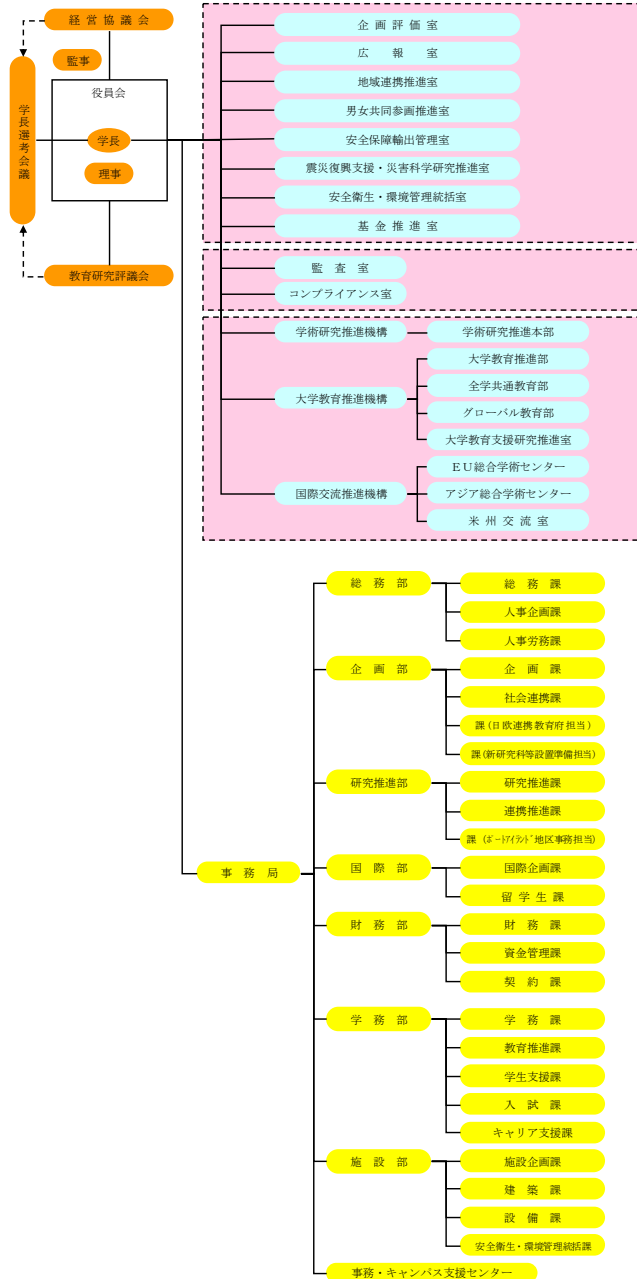 経営協議会
監事
役員会
学長選考会議
学長
理事
教育研究評議会
企画評価室
広報室
地域連携推進室
男女共同参画推進室
安全保障輸出管理室
震災復興支援・災害科学研究推進室
安全衛生・環境管理統括室
基金推進室
監査室
コンプライアンス室
学術研究推進機構
学術研究推進本部
大学教育推進機構
大学教育推進部
全学共通教育部
グローバル教育部
大学教育支援研究推進室
国際交流推進機構
EU総合学術センター
アジア総合学術センター
米州交流室
事務局
総務部
総務課
人事企画課
人事労務課
企画部
企画課
社会連携課
課(日欧連携教育府担当)
課(新研究科等設置準備担当)
研究推進部
研究推進課
連携推進課
課(ポートアイランド地区事務担当)
国際部
国際企画課
留学生課
財務部
財務課
資金管理課
契約課
学務部
学務課
教育推進課
学生支援課
入試課
キャリア支援課
施設部
施設企画課
建築課
設備課
安全衛生・環境管理統括課
事務・キャンパス支援センター